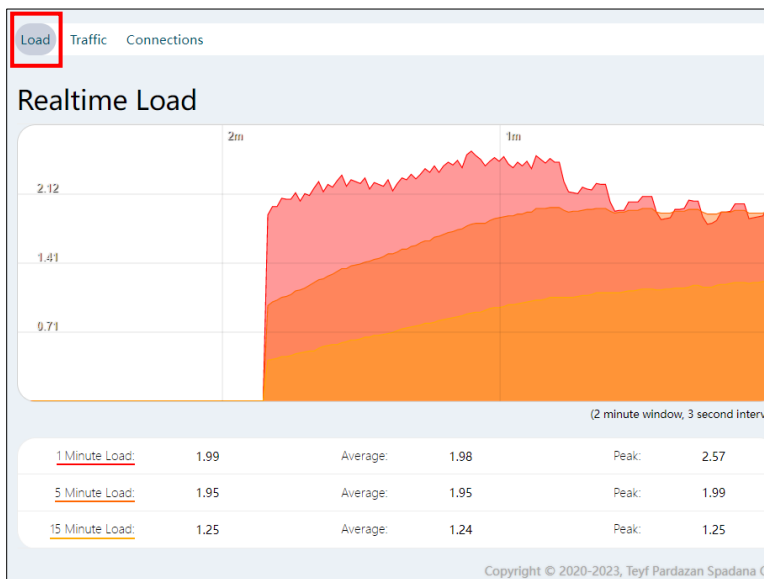 Load Traffic Connections
Realtime Load
2m 1m
2.12
1.41
0.71
(2 minute window, 3 second interv
1 Minute Load: 1.99 Average: 1.98 Peak: 2.57
5 Minute Load: 1.95 Average: 1.95 Peak: 1.99
15 Minute Load: 1.25 Average: 1.24 Peak: 1.25
Copyright © 2020-2023, Teyf Pardazan Spadana